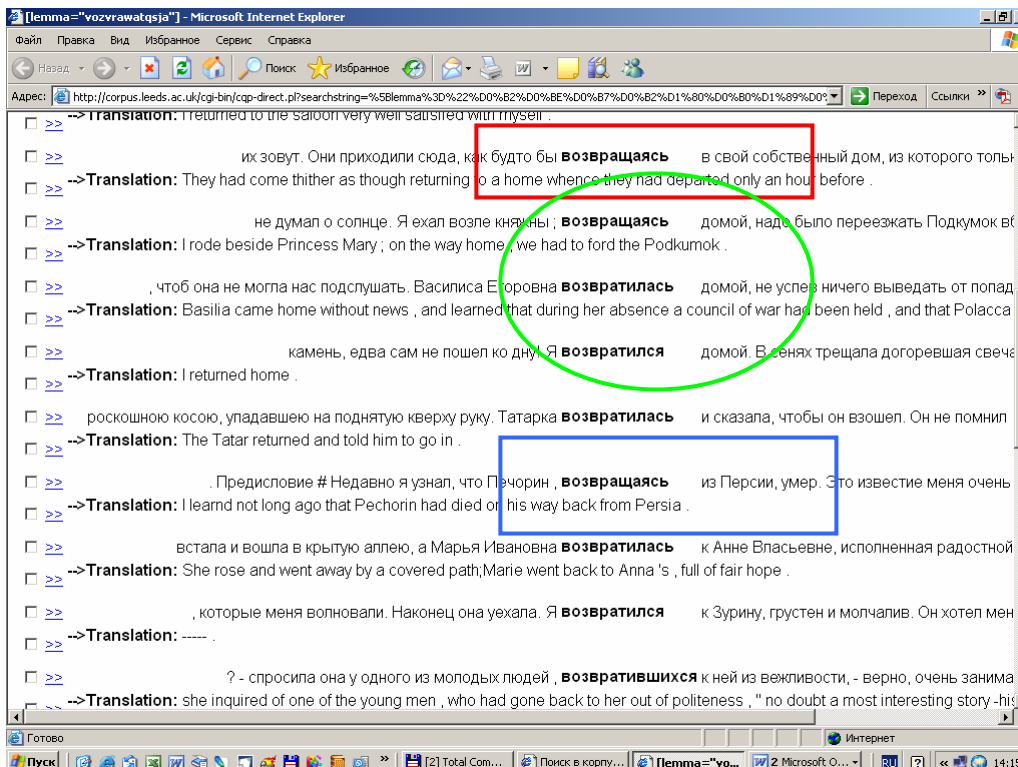 [lemma="vozvrawatqsja"] - Microsoft Internet Explorer
Файл Правка Вид Избранное Сервис Справка
Назад Поиск Избранное
Адрес: http://corpus.leeds.ac.uk/cgi-bin/cqp-direct.pl?searchstring=%5Blemma%3D%22%D0%B2%D0%BE%D0%B7%D0%B2%D1%80%D0%B0%D1%89%D0% Переход Ссылки »
>> -->Translation: I returned to the saloon very well satisifed with myself .
>> их зовут. Они приходили сюда, как будто бы возвращаясь в свой собственный дом, из которого тольк
>> -->Translation: They had come thither as though returning to a home whence they had departed only an hour before .
>> не думал о солнце. Я ехал возле княжны ; возвращаясь домой, надо было переезжать Подкумок вб
>> -->Translation: I rode beside Princess Mary ; on the way home , we had to ford the Podkumok .
>> , чтоб она не могла нас подслушать. Василиса Егоровна возвратилась домой, не успев ничего выведать от попад
>> -->Translation: Basilia came home without news , and learned that during her absence a council of war had been held , and that Polacca
>> камень, едва сам не пошел ко дну! Я возвратился домой. В сенях трещала догоревшая свеча
>> -->Translation: I returned home .
>> роскошною косою, упадавшею на поднятую кверху руку. Татарка возвратилась и сказала, чтобы он взошел. Он не помнил
>> -->Translation: The Tatar returned and told him to go in .
>> . Предисловие # Недавно я узнал, что Печорин , возвращаясь из Персии, умер. Это известие меня очень
>> -->Translation: I learnd not long ago that Pechorin had died on his way back from Persia .
>> встала и вошла в крытую аллею, а Марья Ивановна возвратилась к Анне Власьевне, исполненная радостной
>> -->Translation: She rose and went away by a covered path;Marie went back to Anna 's , full of fair hope .
>> , которые меня волновали. Наконец она уехала. Я возвратился к Зурину, грустен и молчалив. Он хотел мен
>> -->Translation: ----- .
>> ? - спросила она у одного из молодых людей , возвратившихся к ней из вежливости, - верно, очень занима
>> -->Translation: she inquired of one of the young men , who had gone back to her out of politeness , " no doubt a most interesting story -his
Готово Интернет
Пуск » [2] Total Com... Поиск в корпу... [lemma="vo... 2 Microsoft O... RU « 14:15